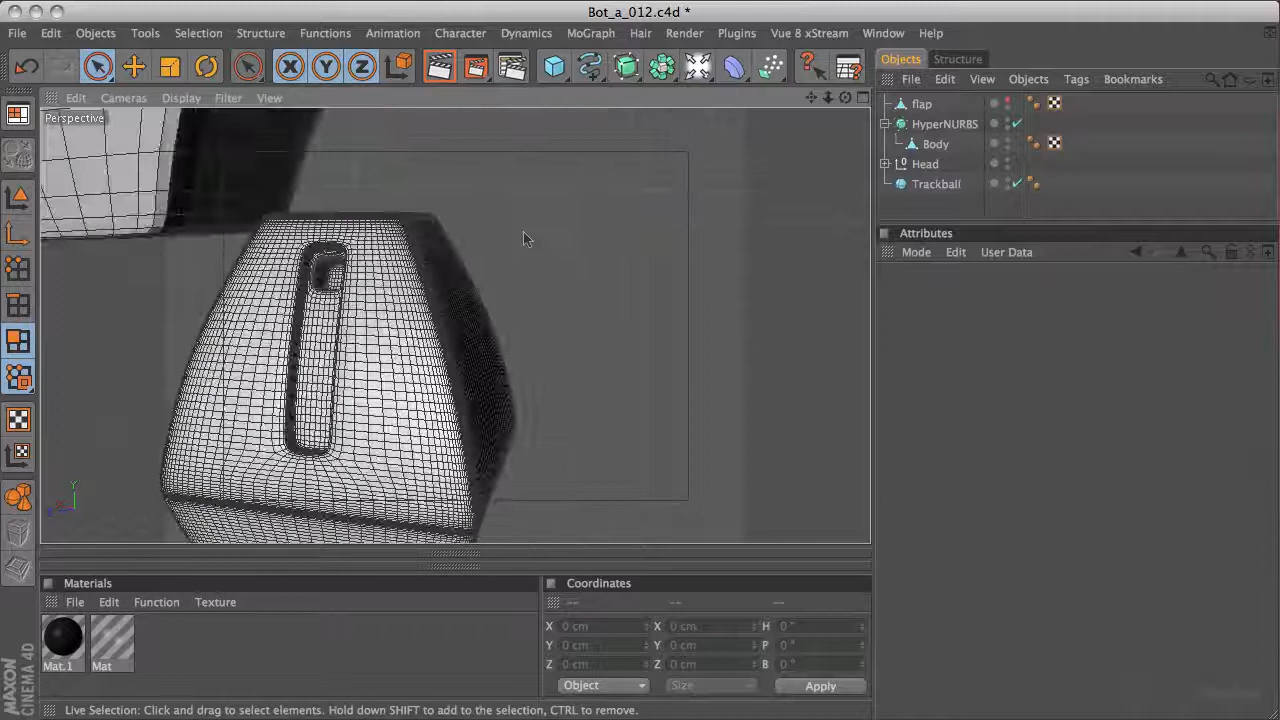 Bot_a_012.c4d *
File Edit Objects Tools Selection Structure Functions Animation Character Dynamics MoGraph Hair Render Plugins Vue 8 xStream Window Help
Objects Structure
File Edit View Objects Tags Bookmarks
Edit Cameras Display Filter View
Perspective
flap
HyperNURBS
Body
Head
Trackball
Attributes
Mode Edit User Data
Y
Materials
File Edit Function Texture
Mat.1 Mat
Coordinates
-- -- --
X 0 cm X 0 cm H 0 °
Y 0 cm Y 0 cm P 0 °
Z 0 cm Z 0 cm B 0 °
Object Size Apply
MAXON
CINEMA 4D
Live Selection: Click and drag to select elements. Hold down SHIFT to add to the selection, CTRL to remove.